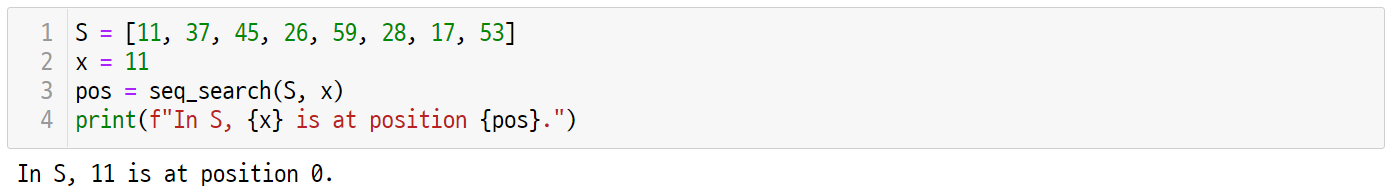 1 S = [11, 37, 45, 26, 59, 28, 17, 53]
2 x = 11
3 pos = seq_search(S, x)
4 print(f"In S, {x} is at position {pos}.")
In S, 11 is at position 0.